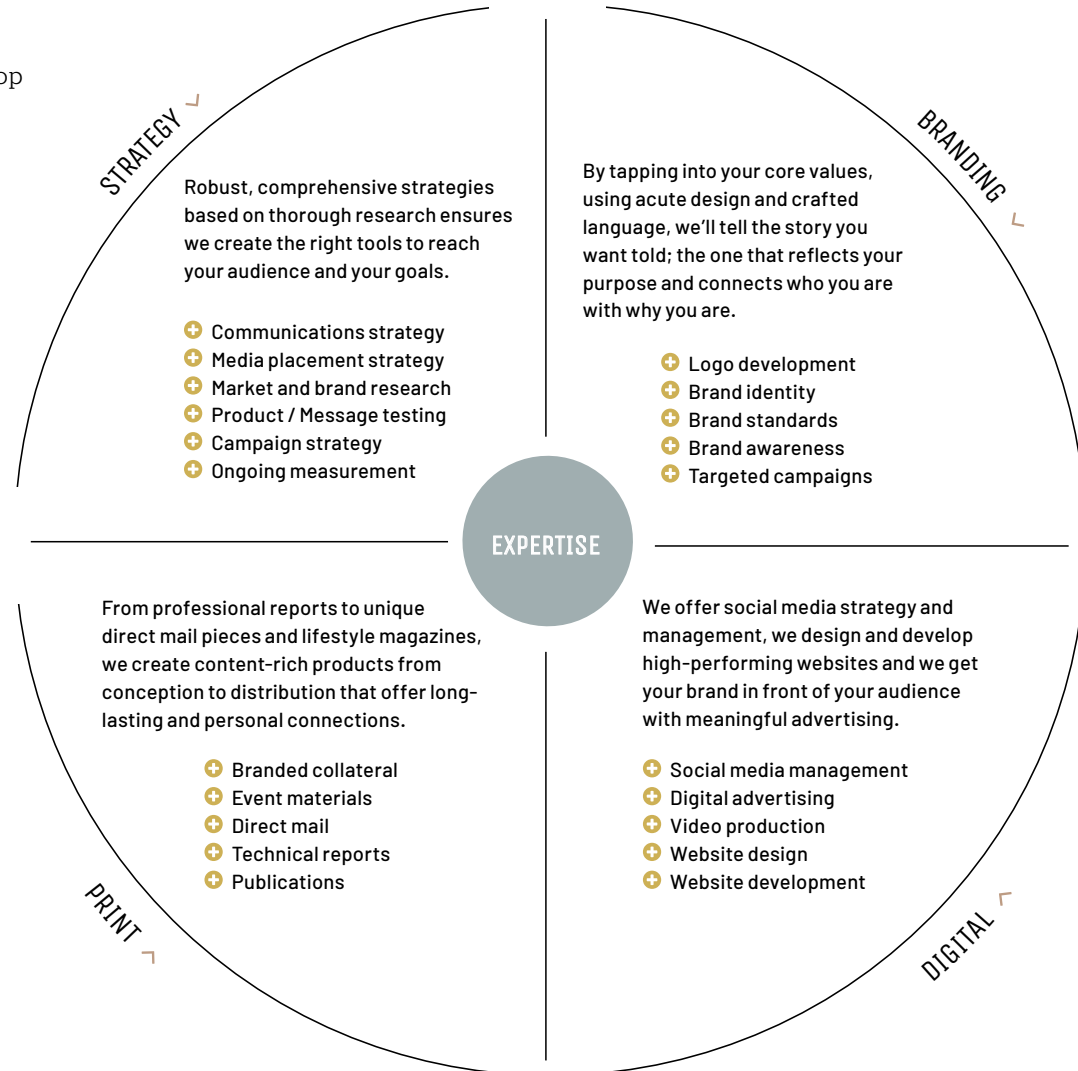 STRATEGY
Robust, comprehensive strategies
based on thorough research ensures
we create the right tools to reach
your audience and your goals.
Communications strategy
Media placement strategy
Market and brand research
Product / Message testing
Campaign strategy
Ongoing measurement
BRANDING
By tapping into your core values,
using acute design and crafted
language, we’ll tell the story you
want told; the one that reflects your
purpose and connects who you are
with why you are.
Logo development
Brand identity
Brand standards
Brand awareness
Targeted campaigns
EXPERTISE
From professional reports to unique
direct mail pieces and lifestyle magazines,
we create content-rich products from
conception to distribution that offer long-
lasting and personal connections.
Branded collateral
Event materials
Direct mail
Technical reports
Publications
PRINT
We offer social media strategy and
management, we design and develop
high-performing websites and we get
your brand in front of your audience
with meaningful advertising.
Social media management
Digital advertising
Video production
Website design
Website development
DIGITAL